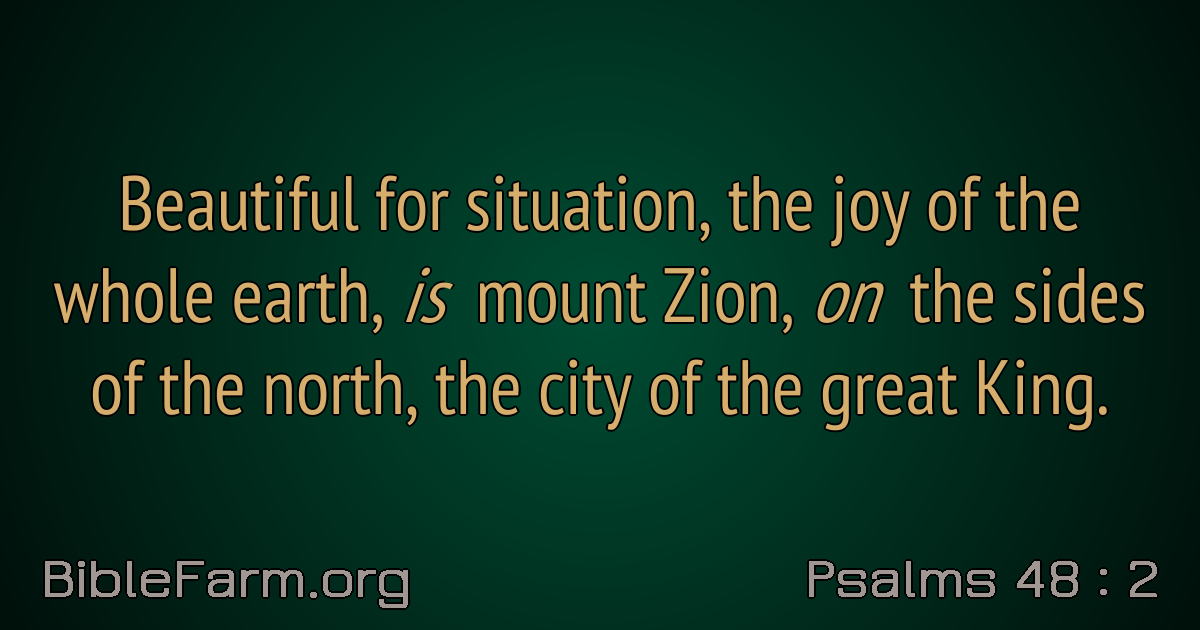 Beautiful for situation, the joy of the
whole earth, is mount Zion, on the sides
of the north, the city of the great King.
BibleFarm.org
Psalms 48 : 2